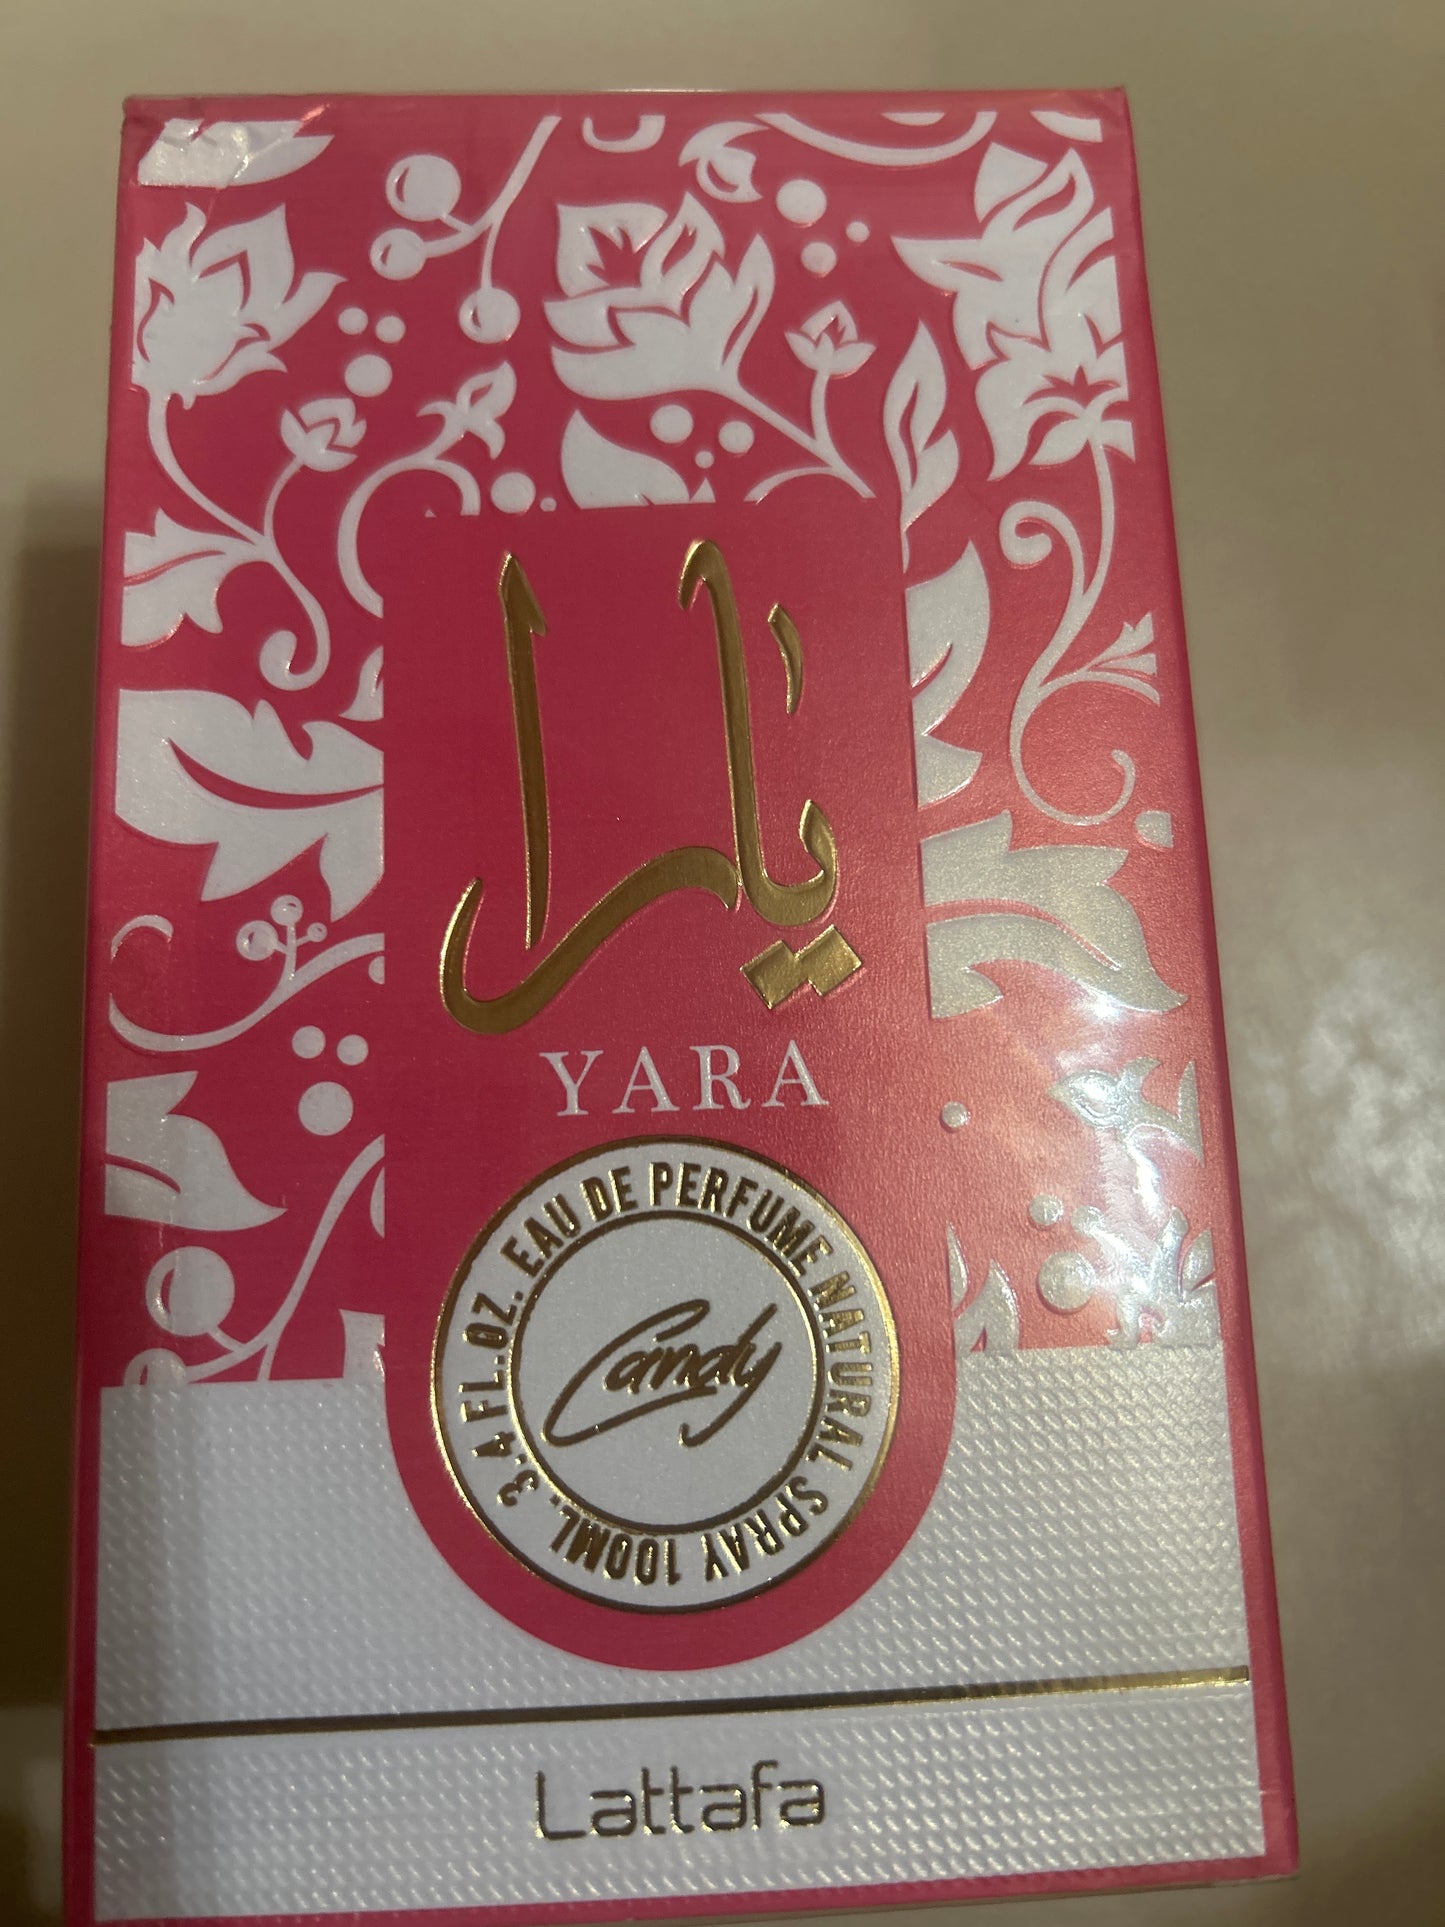 يارا
YARA
3.4 FL.OZ. EAU DE PERFUME NATURAL SPRAY 100ML.
Candy
Lattafa